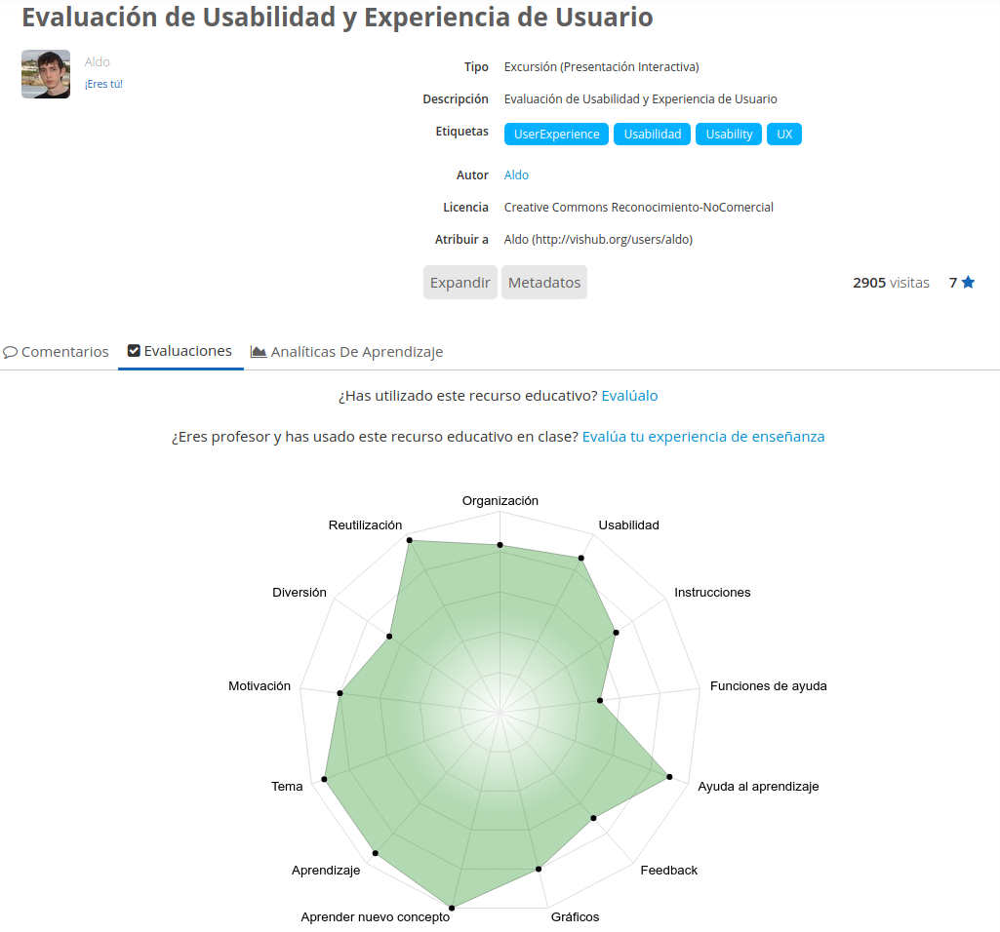 Evaluación de Usabilidad y Experiencia de Usuario
Aldo
¡Eres tú!
Tipo Excursión (Presentación Interactiva)
Descripción Evaluación de Usabilidad y Experiencia de Usuario
Etiquetas UserExperience Usabilidad Usability UX
Autor Aldo
Licencia Creative Commons Reconocimiento-NoComercial
Atribuir a Aldo (http://vishub.org/users/aldo)
Expandir Metadatos 2905 visitas 7
Comentarios Evaluaciones Analíticas De Aprendizaje
¿Has utilizado este recurso educativo? Evalúalo
¿Eres profesor y has usado este recurso educativo en clase? Evalúa tu experiencia de enseñanza
Organización
Reutilización Usabilidad
Diversión Instrucciones
Motivación Funciones de ayuda
Tema Ayuda al aprendizaje
Aprendizaje Feedback
Aprender nuevo concepto Gráficos